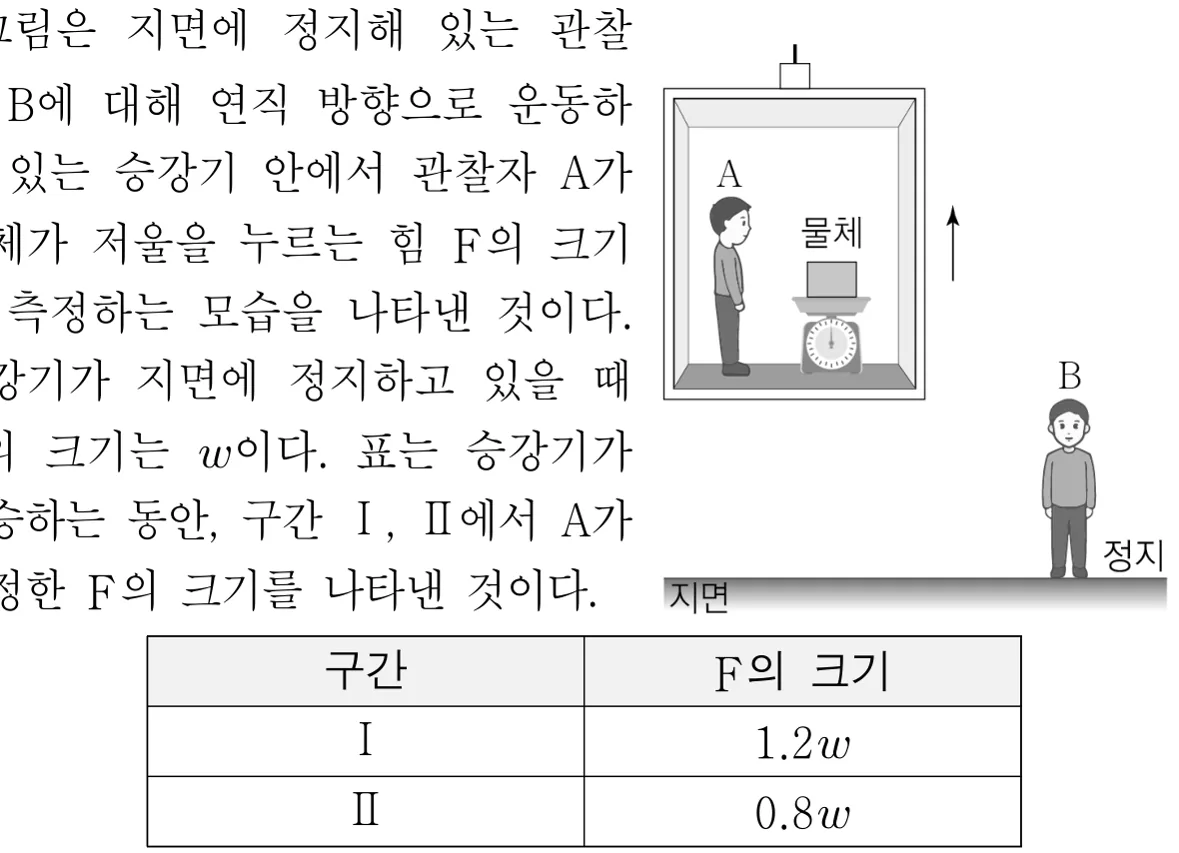 그림은 지면에 정지해 있는 관찰
B에 대해 연직 방향으로 운동하
있는 승강기 안에서 관찰자 A가
체가 저울을 누르는 힘 F의 크기
측정하는 모습을 나타낸 것이다.
강기가 지면에 정지하고 있을 때
의 크기는 w이다. 표는 승강기가
승하는 동안, 구간 Ⅰ, Ⅱ에서 A가
정한 F의 크기를 나타낸 것이다.
A
물체
B
정지
지면
구간 F의 크기
Ⅰ 1.2w
Ⅱ 0.8w